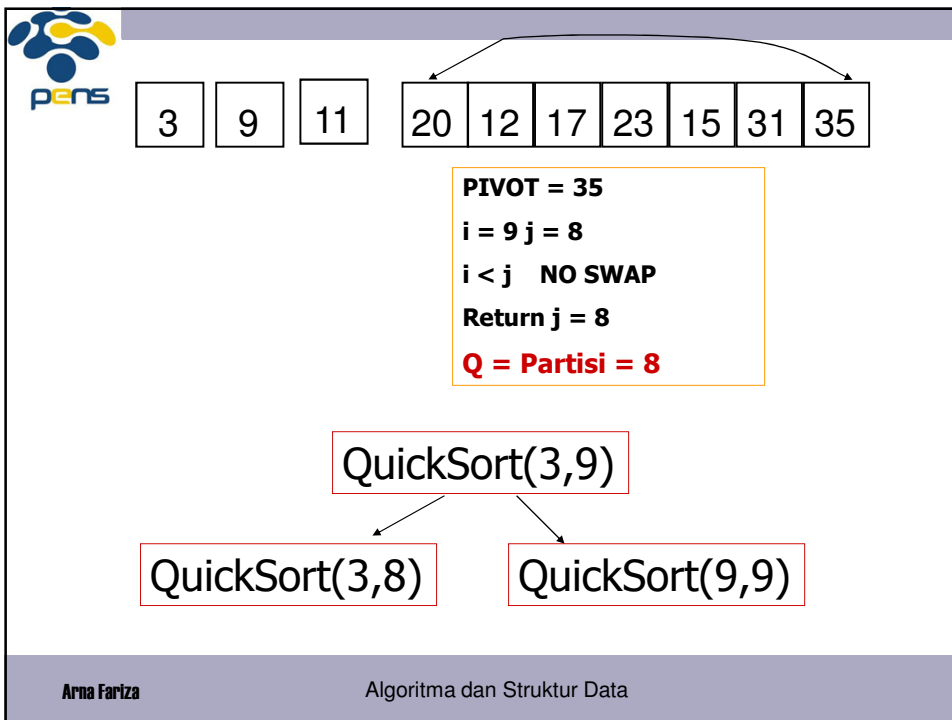 pens
3 9 11 20 12 17 23 15 31 35
PIVOT = 35
i = 9 j = 8
i < j NO SWAP
Return j = 8
Q = Partisi = 8
QuickSort(3,9)
QuickSort(3,8) QuickSort(9,9)
Arna Fariza Algoritma dan Struktur Data